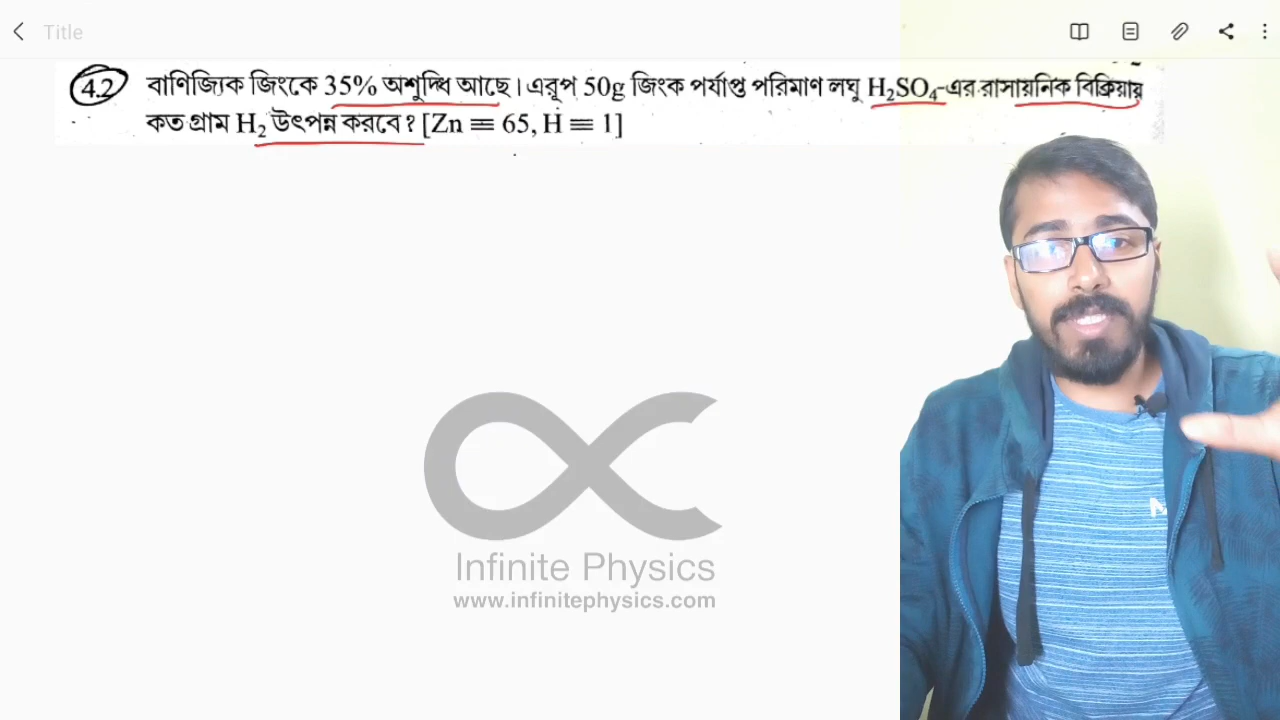 Title
4.2 বাণিজ্যিক জিংকে 35% অশুদ্ধি আছে। এরূপ 50g জিংক পর্যাপ্ত পরিমাণ লঘু H₂SO₄-এর রাসায়নিক বিক্রিয়ায়
কত গ্রাম H₂ উৎপন্ন করবে? [Zn ≡ 65, H ≡ 1]
Infinite Physics
www.infinitephysics.com